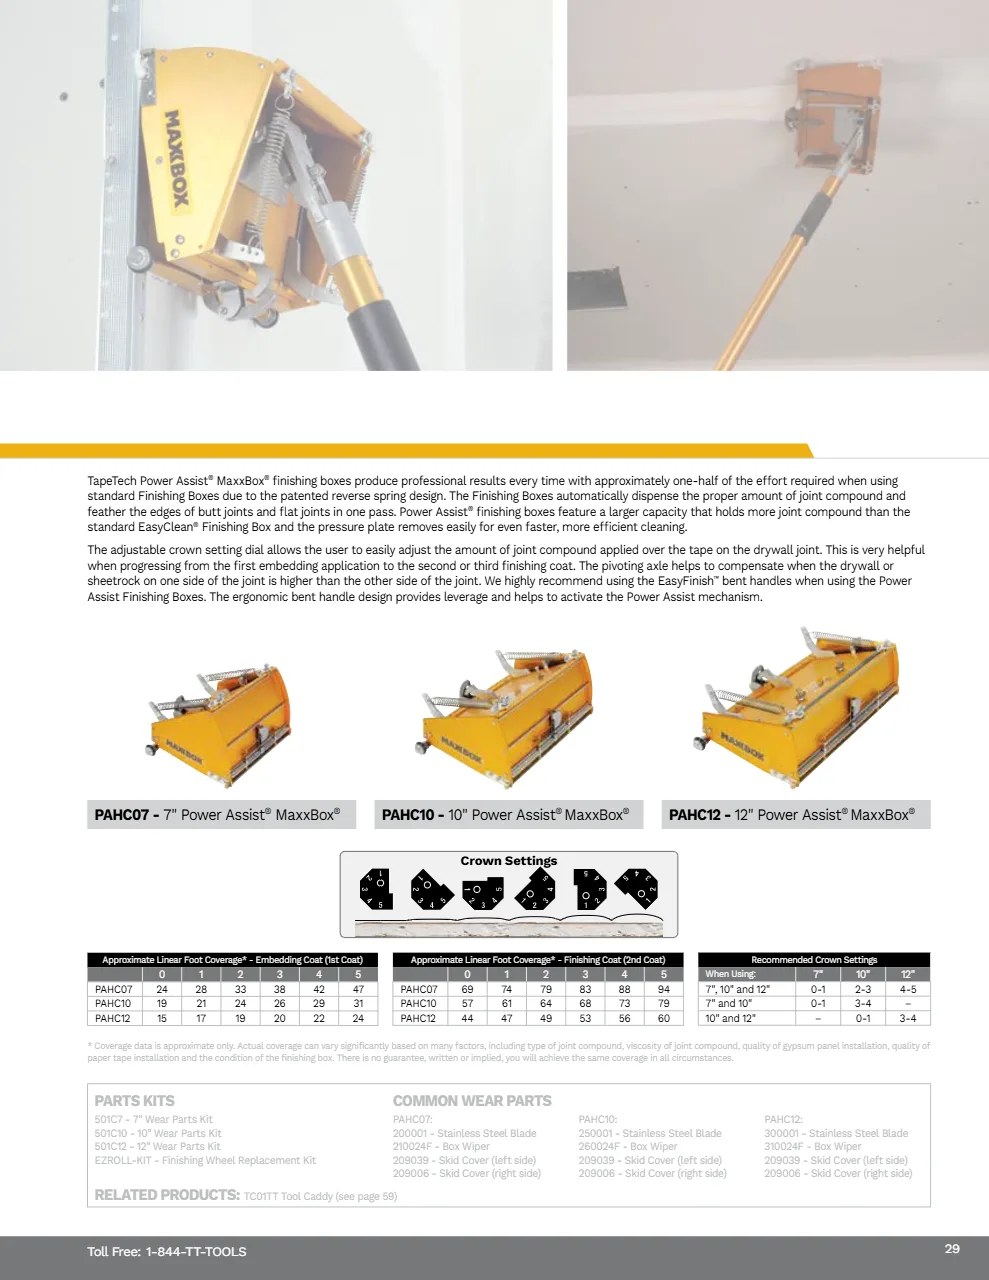 MAXXBOX
TapeTech Power Assist® MaxxBox® finishing boxes produce professional results every time with approximately one-half of the effort required when using
standard Finishing Boxes due to the patented reverse spring design. The Finishing Boxes automatically dispense the proper amount of joint compound and
feather the edges of butt joints and flat joints in one pass. Power Assist® finishing boxes feature a larger capacity that holds more joint compound than the
standard EasyClean® Finishing Box and the pressure plate removes easily for even faster, more efficient cleaning.
The adjustable crown setting dial allows the user to easily adjust the amount of joint compound applied over the tape on the drywall joint. This is very helpful
when progressing from the first embedding application to the second or third finishing coat. The pivoting axle helps to compensate when the drywall or
sheetrock on one side of the joint is higher than the other side of the joint. We highly recommend using the EasyFinish™ bent handles when using the Power
Assist Finishing Boxes. The ergonomic bent handle design provides leverage and helps to activate the Power Assist mechanism.
MAXXBOX MAXXBOX MAXXBOX
PAHC07 - 7" Power Assist® MaxxBox® PAHC10 - 10" Power Assist® MaxxBox® PAHC12 - 12" Power Assist® MaxxBox®
Crown Settings
Approximate Linear Foot Coverage* - Embedding Coat (1st Coat)
0 1 2 3 4 5
PAHC07 24 28 33 38 42 47
PAHC10 19 21 24 26 29 31
PAHC12 15 17 19 20 22 24
Approximate Linear Foot Coverage* - Finishing Coat (2nd Coat)
0 1 2 3 4 5
PAHC07 69 74 79 83 88 94
PAHC10 57 61 64 68 73 79
PAHC12 44 47 49 53 56 60
Recommended Crown Settings
When Using: 7" 10" 12"
7", 10" and 12" 0-1 2-3 4-5
7" and 10" 0-1 3-4 –
10" and 12" – 0-1 3-4
* Coverage data is approximate only. Actual coverage can vary significantly based on many factors, including type of joint compound, viscosity of joint compound, quality of gypsum panel installation, quality of
paper tape installation and the condition of the finishing box. There is no guarantee, written or implied, you will achieve the same coverage in all circumstances.
PARTS KITS
501C7 - 7" Wear Parts Kit
501C10 - 10" Wear Parts Kit
501C12 - 12" Wear Parts Kit
EZROLL-KIT - Finishing Wheel Replacement Kit
COMMON WEAR PARTS
PAHC07:
200001 - Stainless Steel Blade
210024F - Box Wiper
209039 - Skid Cover (left side)
209006 - Skid Cover (right side)
PAHC10:
250001 - Stainless Steel Blade
260024F - Box Wiper
209039 - Skid Cover (left side)
209006 - Skid Cover (right side)
PAHC12:
300001 - Stainless Steel Blade
310024F - Box Wiper
209039 - Skid Cover (left side)
209006 - Skid Cover (right side)
RELATED PRODUCTS: TC01TT Tool Caddy (see page 59)
Toll Free: 1-844-TT-TOOLS
29